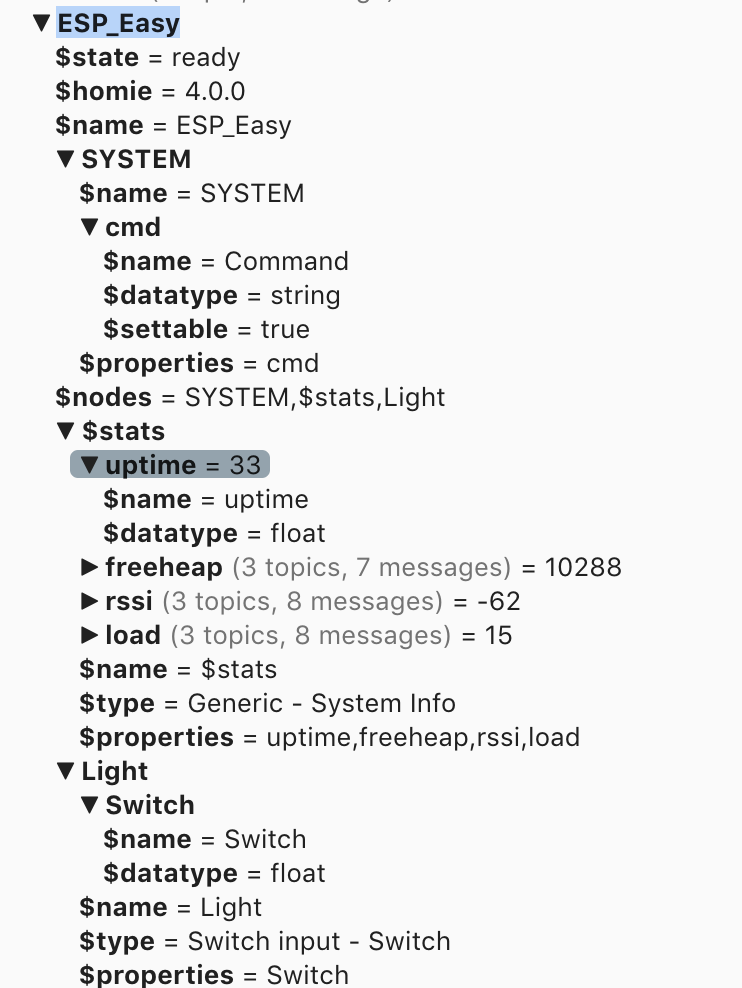 ESP_Easy
$state = ready
$homie = 4.0.0
$name = ESP_Easy
SYSTEM
$name = SYSTEM
cmd
$name = Command
$datatype = string
$settable = true
$properties = cmd
$nodes = SYSTEM,$stats,Light
$stats
uptime = 33
$name = uptime
$datatype = float
freeheap (3 topics, 7 messages) = 10288
rssi (3 topics, 8 messages) = -62
load (3 topics, 8 messages) = 15
$name = $stats
$type = Generic - System Info
$properties = uptime,freeheap,rssi,load
Light
Switch
$name = Switch
$datatype = float
$name = Light
$type = Switch input - Switch
$properties = Switch